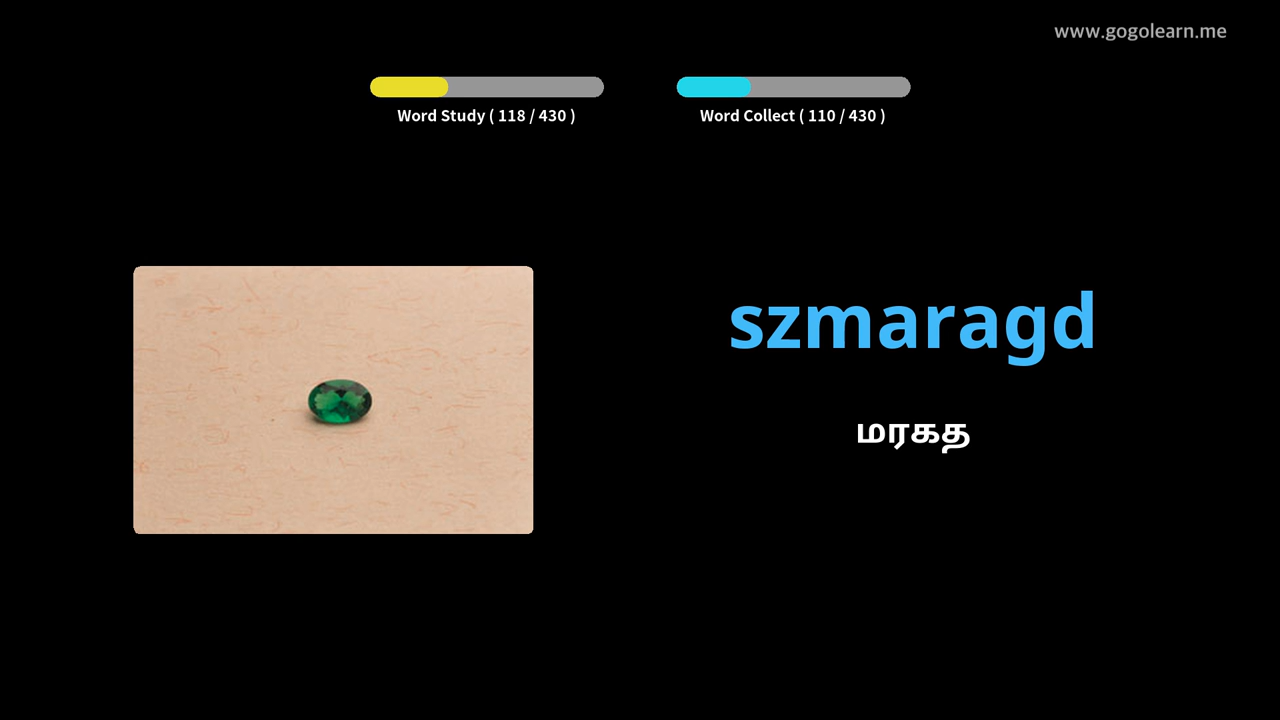 www.gogolearn.me
Word Study ( 118 / 430 )
Word Collect ( 110 / 430 )
szmaragd
மரகத